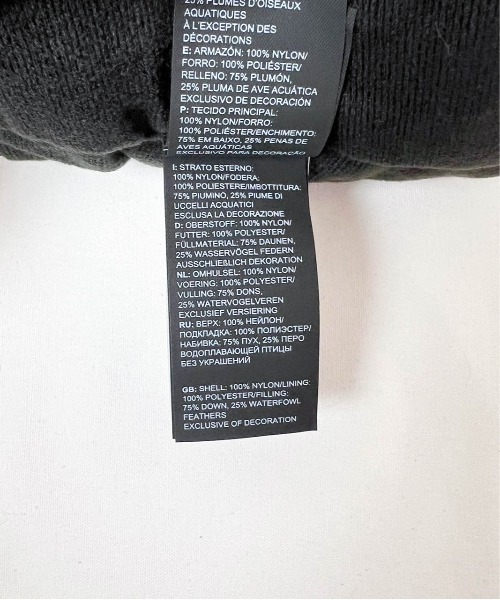 25% PLUMES D'OISEAUX
AQUATIQUES
À L'EXCEPTION DES
DÉCORATIONS
E: ARMAZÓN: 100% NYLON/
FORRO: 100% POLIÉSTER/
RELLENO: 75% PLUMÓN,
25% PLUMA DE AVE ACUÁTICA
EXCLUSIVO DE DECORACIÓN
P: TECIDO PRINCIPAL:
100% NYLON/FORRO:
100% POLIÉSTER/ENCHIMENTO:
75% EM BAIXO, 25% PENAS DE
AVES AQUÁTICAS
EXCLUSIVO PARA DECORAÇÃO
I: STRATO ESTERNO:
100% NYLON/FODERA:
100% POLIESTERE/IMBOTTITURA:
75% PIUMINO, 25% PIUME DI
UCCELLI ACQUATICI
ESCLUSA LA DECORAZIONE
D: OBERSTOFF: 100% NYLON/
FUTTER: 100% POLYESTER/
FÜLLMATERIAL: 75% DAUNEN,
25% WASSERVÖGEL FEDERN
AUSSCHLIEßLICH DEKORATION
NL: OMHULSEL: 100% NYLON/
VOERING: 100% POLYESTER/
VULLING: 75% DONS,
25% WATERVOGELVEREN
EXCLUSIEF VERSIERING
RU: ВЕРХ: 100% НЕЙЛОН/
ПОДКЛАДКА: 100% ПОЛИЭСТЕР/
НАБИВКА: 75% ПУХ, 25% ПЕРО
ВОДОПЛАВАЮЩЕЙ ПТИЦЫ
БЕЗ УКРАШЕНИЙ
GB: SHELL: 100% NYLON/LINING:
100% POLYESTER/FILLING:
75% DOWN, 25% WATERFOWL
FEATHERS
EXCLUSIVE OF DECORATION